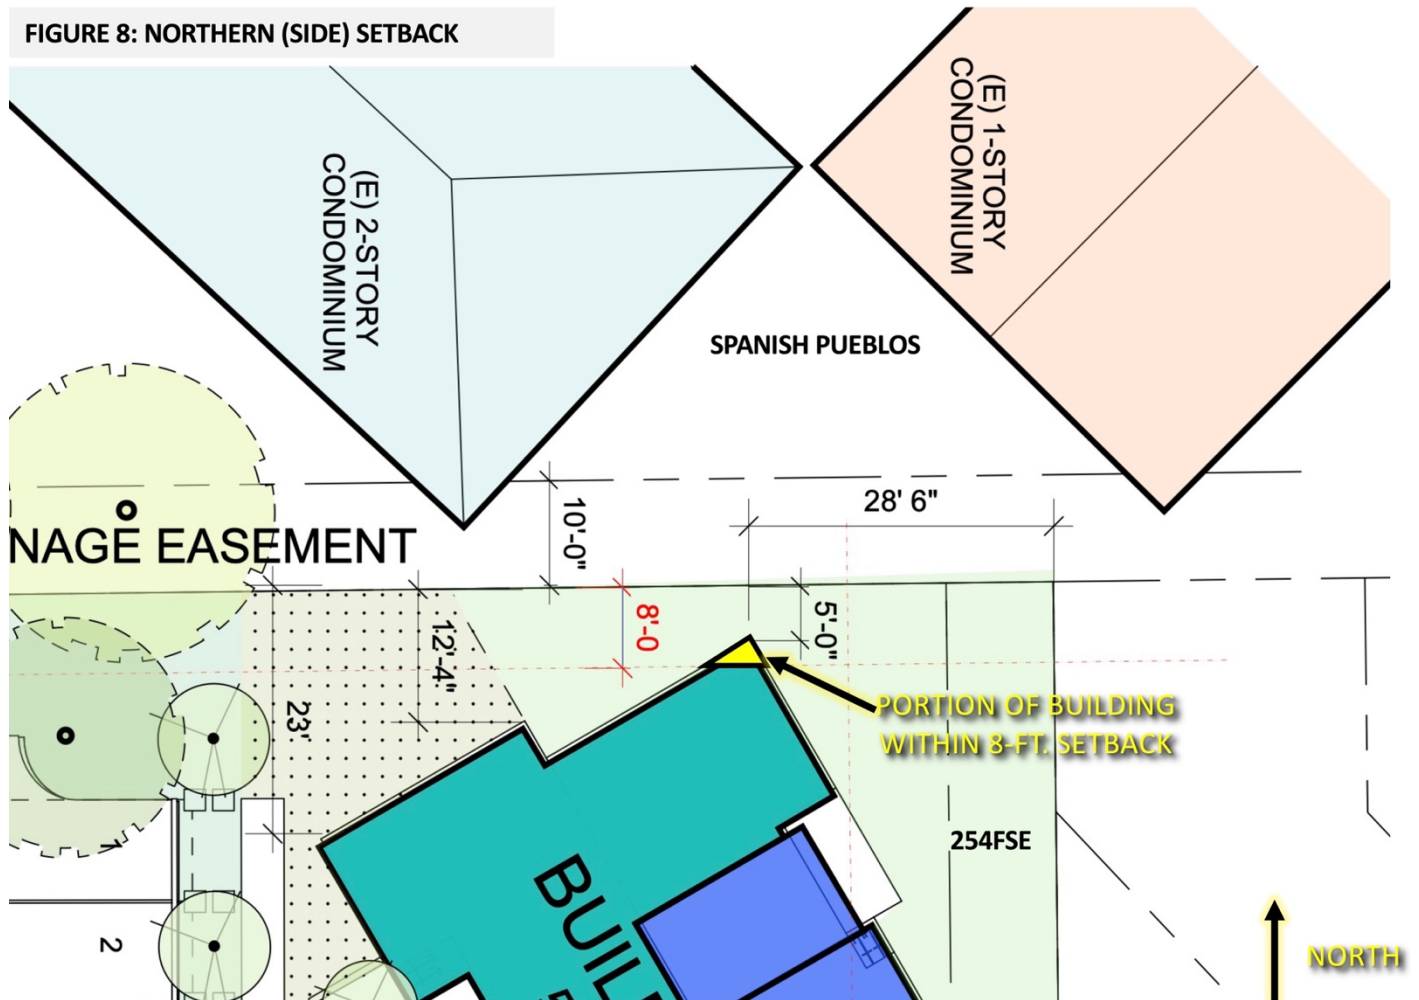 FIGURE 8: NORTHERN (SIDE) SETBACK
(E) 2-STORY
CONDOMINIUM
(E) 1-STORY
CONDOMINIUM
SPANISH PUEBLOS
28' 6"
10'-0"
NAGE EASEMENT
8'-0
5'-0"
12'-4"
23'
PORTION OF BUILDING
WITHIN 8-FT. SETBACK
254FSE
BUIL
2
NORTH